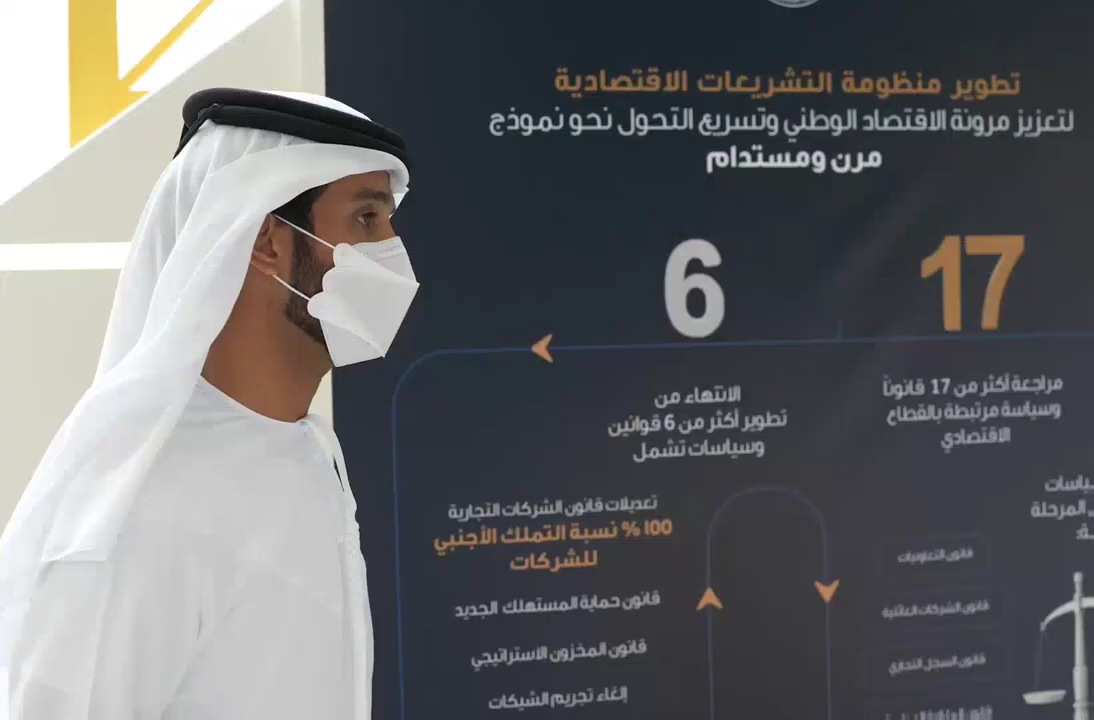 تطوير منظومة التشريعات الاقتصادية
لتعزيز مرونة الاقتصاد الوطني وتسريع التحول نحو نموذج
مرن ومستدام
17
مراجعة أكثر من 17 قانوناً
وسياسة مرتبطة بالقطاع
الاقتصادي
6
الانتهاء من
تطوير أكثر من 6 قوانين
وسياسات تشمل
المرحلة
قانون التعاونيات
قانون الشركات العائلية
قانون السجل التجاري
تعديلات قانون الشركات التجارية
100 % نسبة التملك الأجنبي
للشركات
قانون حماية المستهلك الجديد
قانون المخزون الاستراتيجي
إلغاء تجريم الشيكات